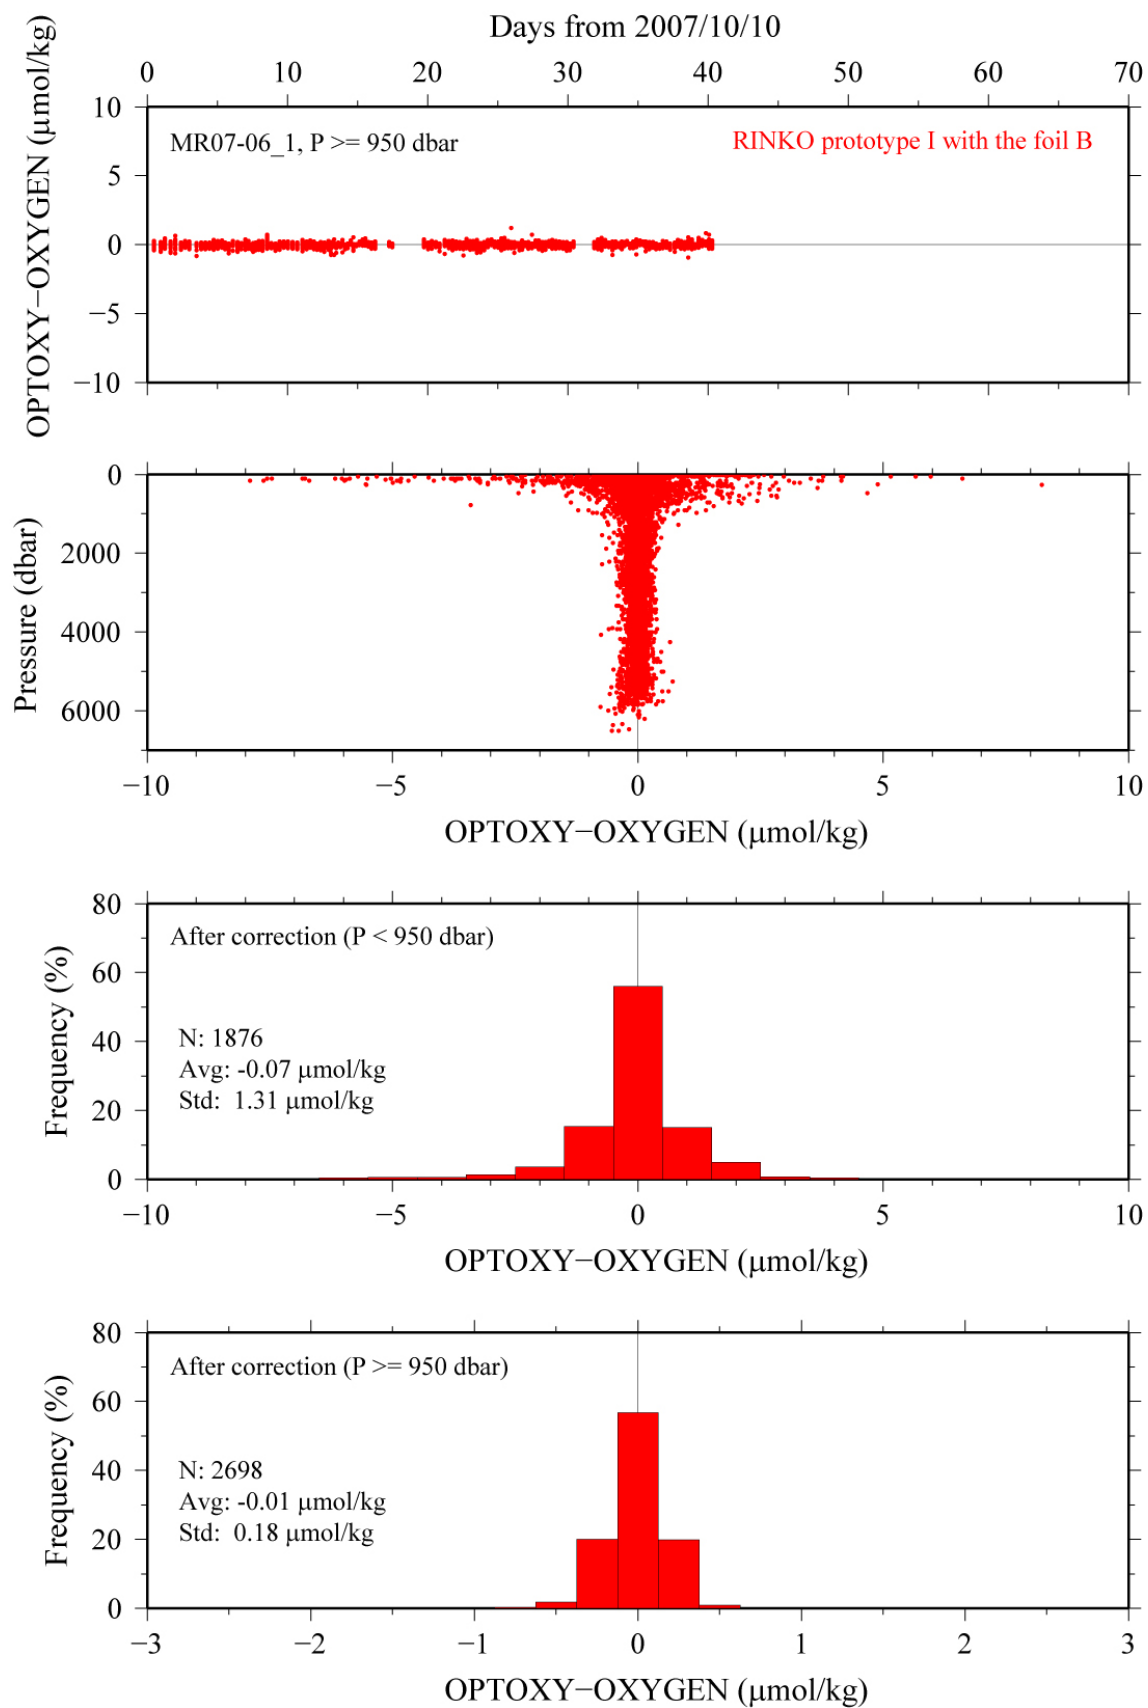 Days from 2007/10/10
0 10 20 30 40 50 60 70
OPTOXY−OXYGEN (μmol/kg)
10
5
0
−5
−10
MR07-06_1, P >= 950 dbar
RINKO prototype I with the foil B
Pressure (dbar)
0
2000
4000
6000
−10 −5 0 5 10
OPTOXY−OXYGEN (μmol/kg)
Frequency (%)
80
60
40
20
0
After correction (P < 950 dbar)
N: 1876
Avg: -0.07 μmol/kg
Std: 1.31 μmol/kg
−10 −5 0 5 10
OPTOXY−OXYGEN (μmol/kg)
Frequency (%)
80
60
40
20
0
After correction (P >= 950 dbar)
N: 2698
Avg: -0.01 μmol/kg
Std: 0.18 μmol/kg
−3 −2 −1 0 1 2 3
OPTOXY−OXYGEN (μmol/kg)